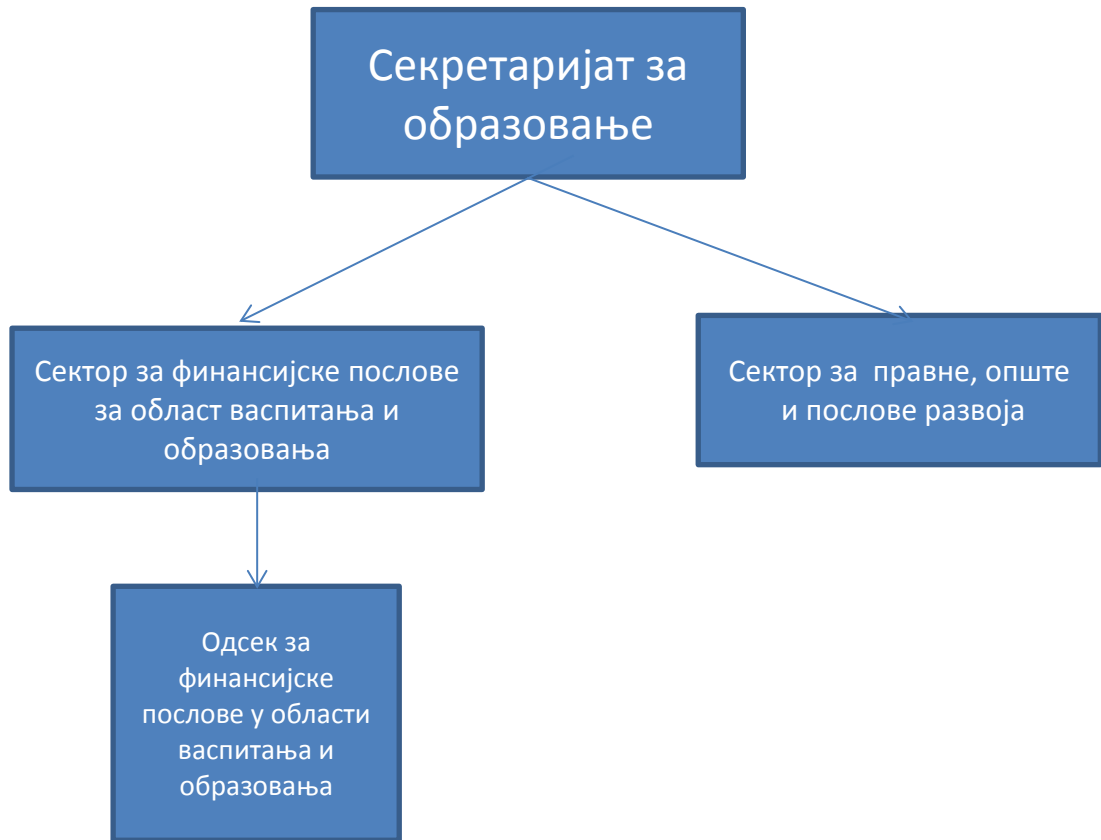 Секретаријат за
образовање
Сектор за финансијске послове
за област васпитања и
образовања
Сектор за  правне, опште
и послове развоја
Одсек за
финансијске
послове у области
васпитања и
образовања